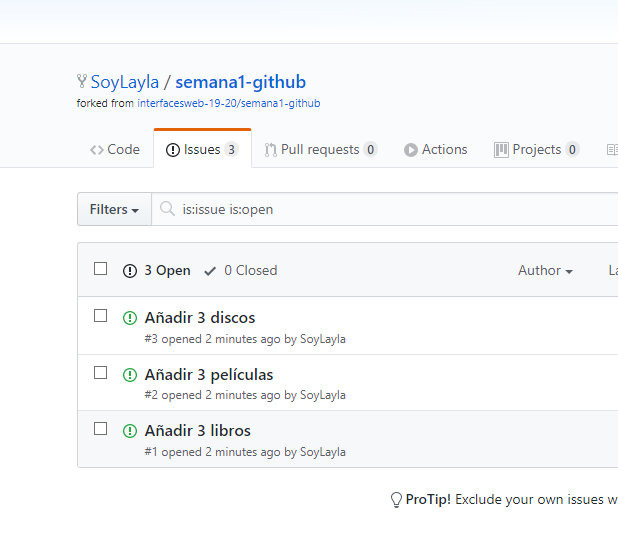 SoyLayla / semana1-github
forked from interfacesweb-19-20/semana1-github
Code Issues 3 Pull requests 0 Actions Projects 0
Filters is:issue is:open
3 Open 0 Closed Author La
Añadir 3 discos
#3 opened 2 minutes ago by SoyLayla
Añadir 3 películas
#2 opened 2 minutes ago by SoyLayla
Añadir 3 libros
#1 opened 2 minutes ago by SoyLayla
ProTip! Exclude your own issues w